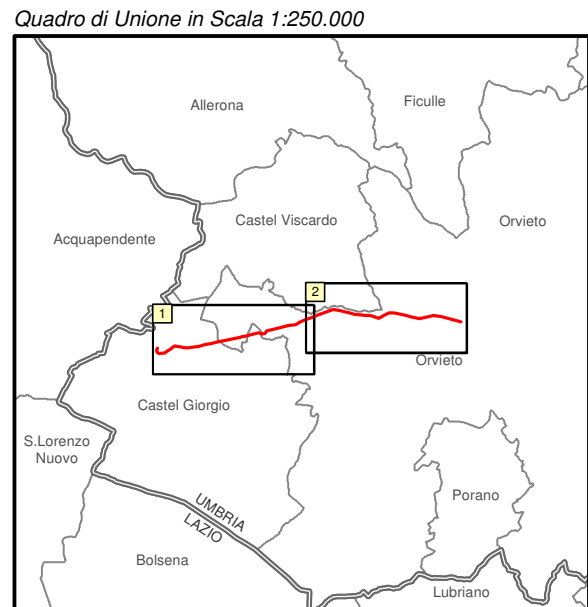 Quadro di Unione in Scala 1:250.000
Allerona
Ficulle
Castel Viscardo
Orvieto
Acquapendente
2
1
Orvieto
Castel Giorgio
S.Lorenzo
Nuovo
Porano
UMBRIA
LAZIO
Bolsena
Lubriano